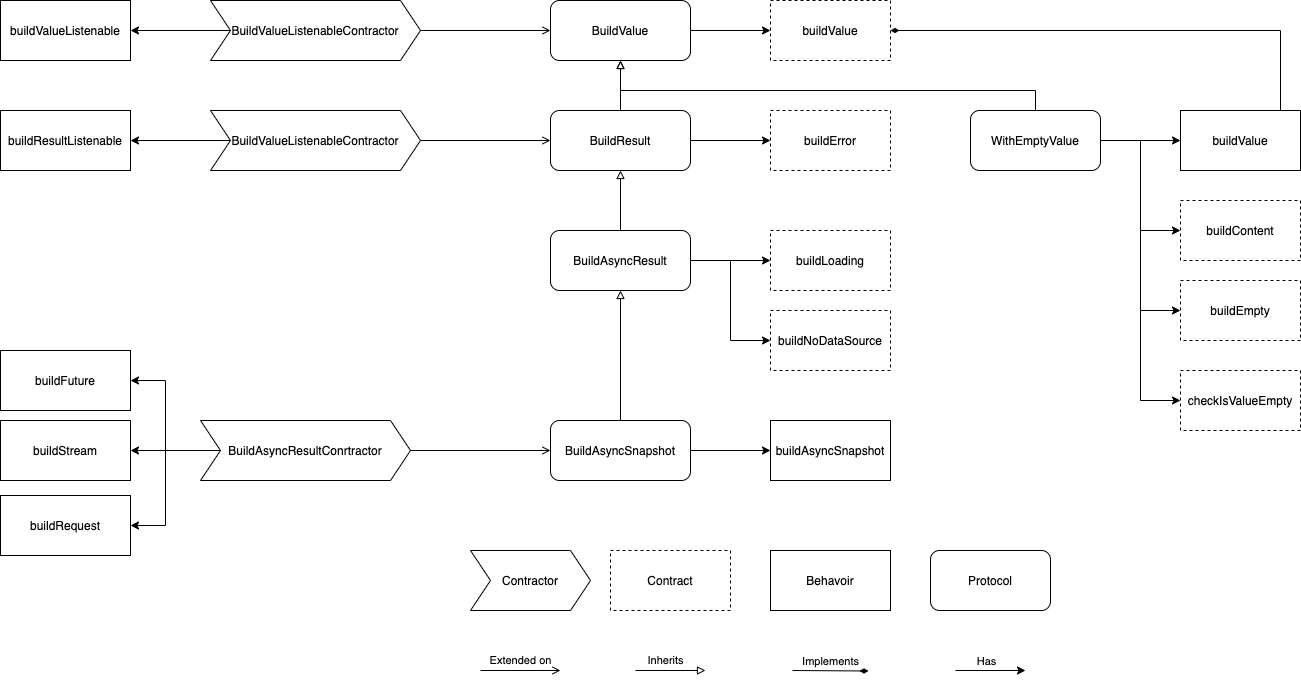 buildValueListenable
BuildValueListenableContractor
BuildValue
buildValue
buildResultListenable
BuildValueListenableContractor
BuildResult
buildError
WithEmptyValue
buildValue
BuildAsyncResult
buildLoading
buildContent
buildNoDataSource
buildEmpty
buildFuture
checkIsValueEmpty
buildStream
BuildAsyncResultConrtractor
BuildAsyncSnapshot
buildAsyncSnapshot
buildRequest
Contractor
Contract
Behavoir
Protocol
Extended on
Inherits
Implements
Has